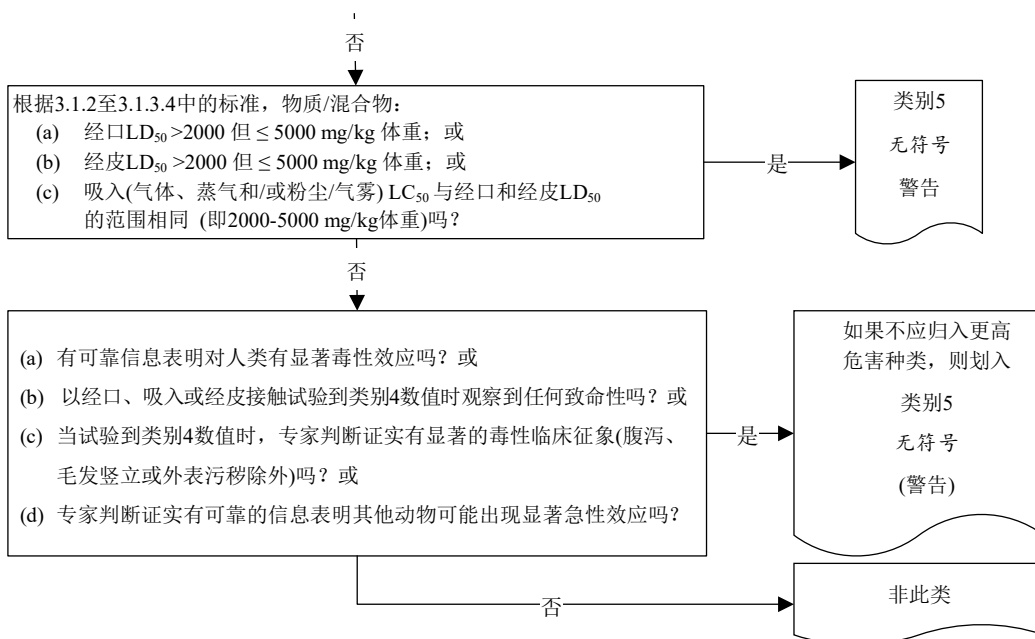 否
根据3.1.2至3.1.3.4中的标准，物质/混合物：
(a) 经口LD50 >2000 但 ≤ 5000 mg/kg 体重；或
(b) 经皮LD50 >2000 但 ≤ 5000 mg/kg 体重；或
(c) 吸入(气体、蒸气和/或粉尘/气雾) LC50 与经口和经皮LD50
的范围相同 (即2000-5000 mg/kg体重)吗？
是
类别5
无符号
警告
否
(a) 有可靠信息表明对人类有显著毒性效应吗？或
(b) 以经口、吸入或经皮接触试验到类别4数值时观察到任何致命性吗？或
(c) 当试验到类别4数值时，专家判断证实有显著的毒性临床征象(腹泻、
毛发竖立或外表污秽除外)吗？或
(d) 专家判断证实有可靠的信息表明其他动物可能出现显著急性效应吗？
是
如果不应归入更高
危害种类，则划入
类别5
无符号
(警告)
否
非此类